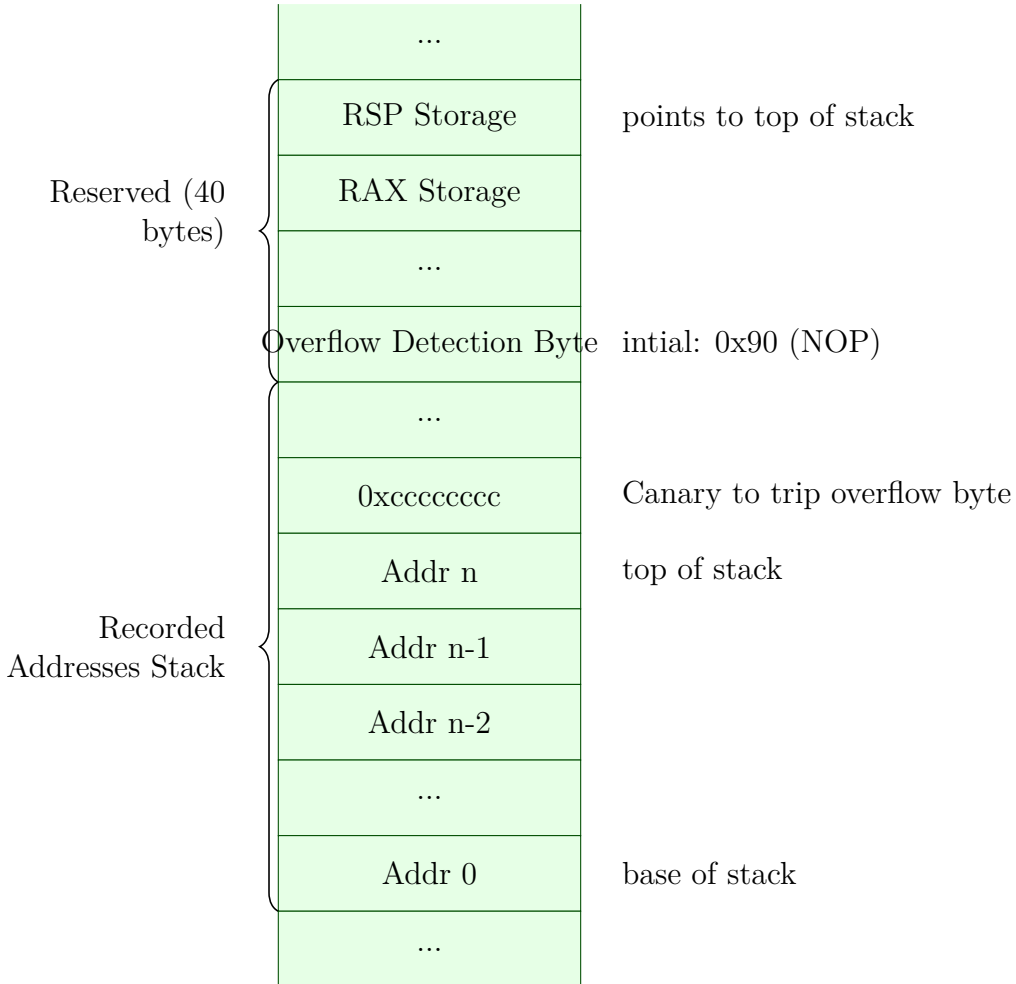 ...
RSP Storage
points to top of stack
Reserved (40
bytes)
RAX Storage
...
Overflow Detection Byte
intial: 0x90 (NOP)
...
0xcccccccc
Canary to trip overflow byte
Addr n
top of stack
Recorded
Addresses Stack
Addr n-1
Addr n-2
...
Addr 0
base of stack
...